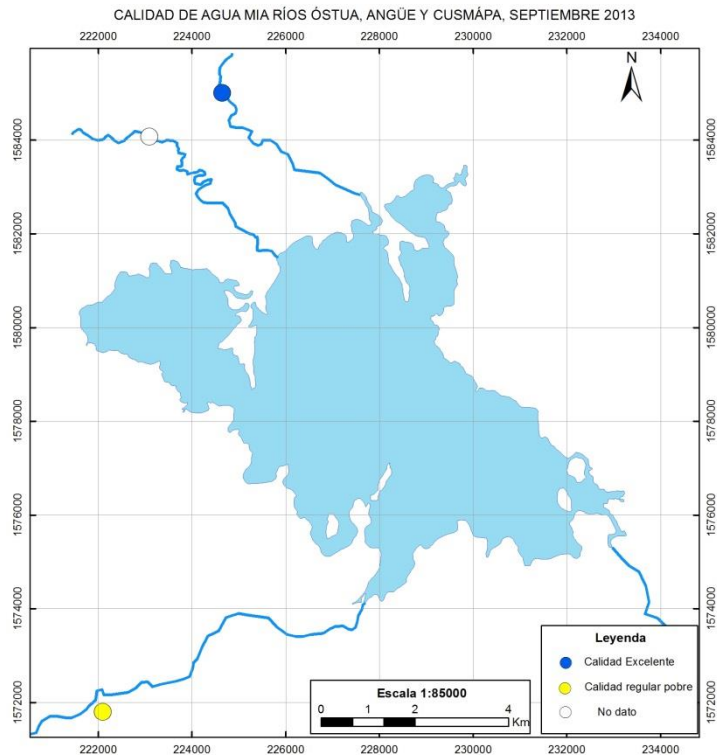 CALIDAD DE AGUA MIA RÍOS ÓSTUA, ANGÜE Y CUSMÁPA, SEPTIEMBRE 2013
222000 224000 226000 228000 230000 232000 234000
N
1584000
1582000
1580000
1578000
1576000
1574000
1572000
1584000
1582000
1580000
1578000
1576000
1574000
1572000
Leyenda
Calidad Excelente
Calidad regular pobre
No dato
Escala 1:85000
0 1 2 4
Km
222000 224000 226000 228000 230000 232000 234000